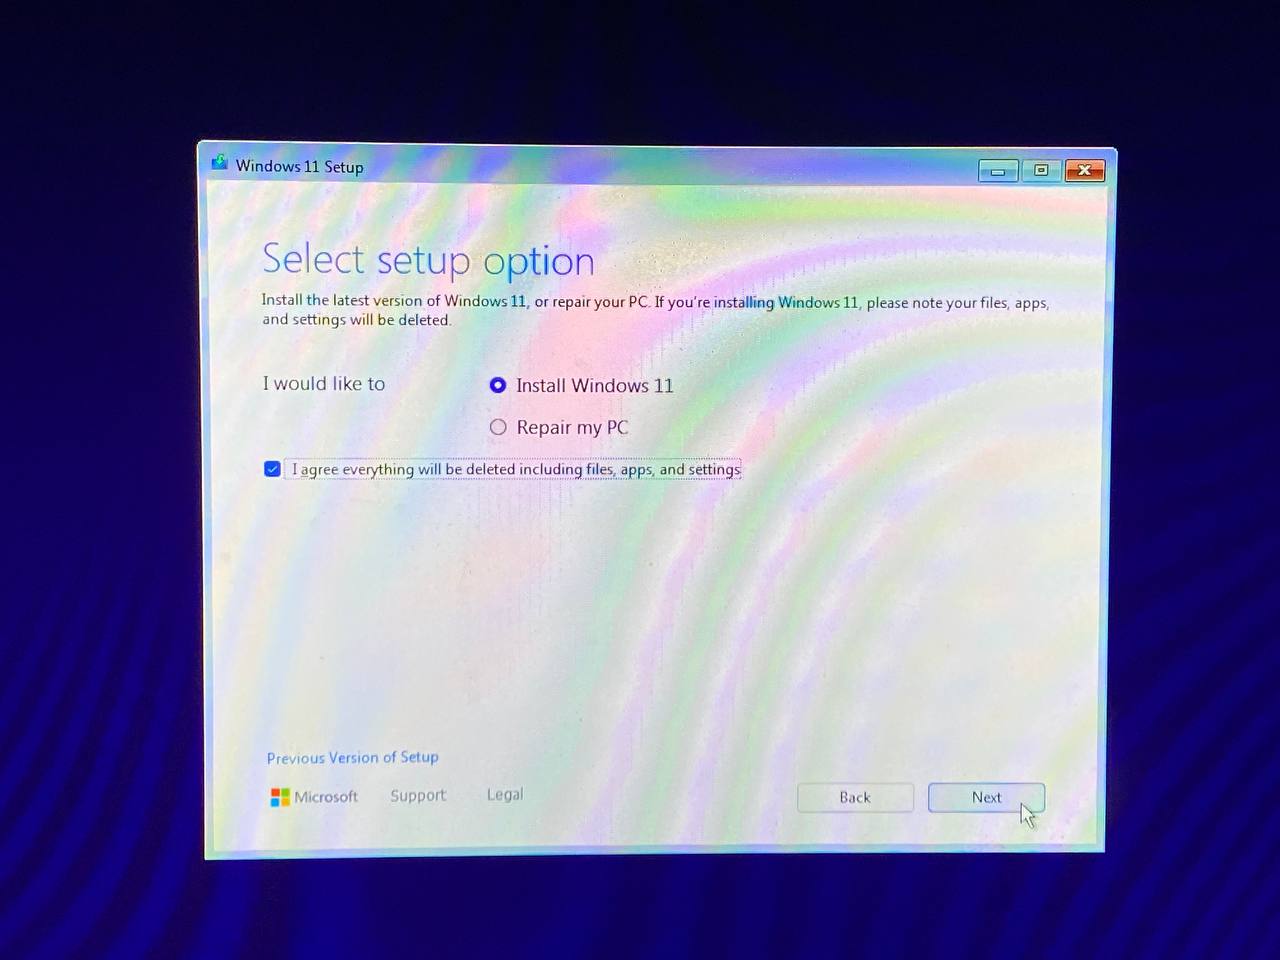 Windows 11 Setup
Select setup option
Install the latest version of Windows 11, or repair your PC. If you're installing Windows 11, please note your files, apps,
and settings will be deleted.
I would like to
Install Windows 11
Repair my PC
I agree everything will be deleted including files, apps, and settings
Previous Version of Setup
Microsoft Support Legal
Back Next